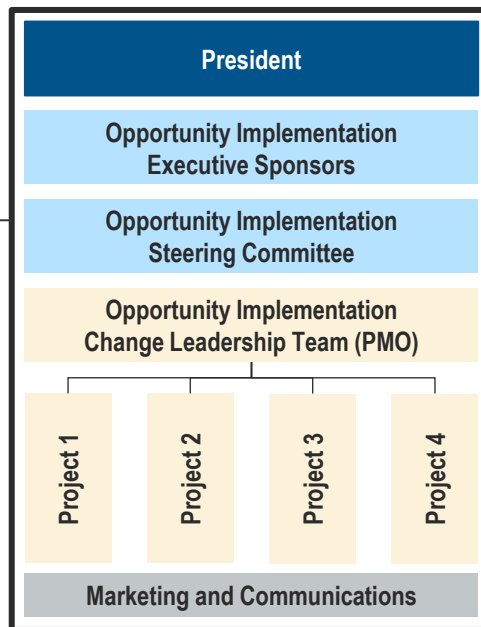 President
Opportunity Implementation
Executive Sponsors
Opportunity Implementation
Steering Committee
Opportunity Implementation
Change Leadership Team (PMO)
Project 1
Project 2
Project 3
Project 4
Marketing and Communications